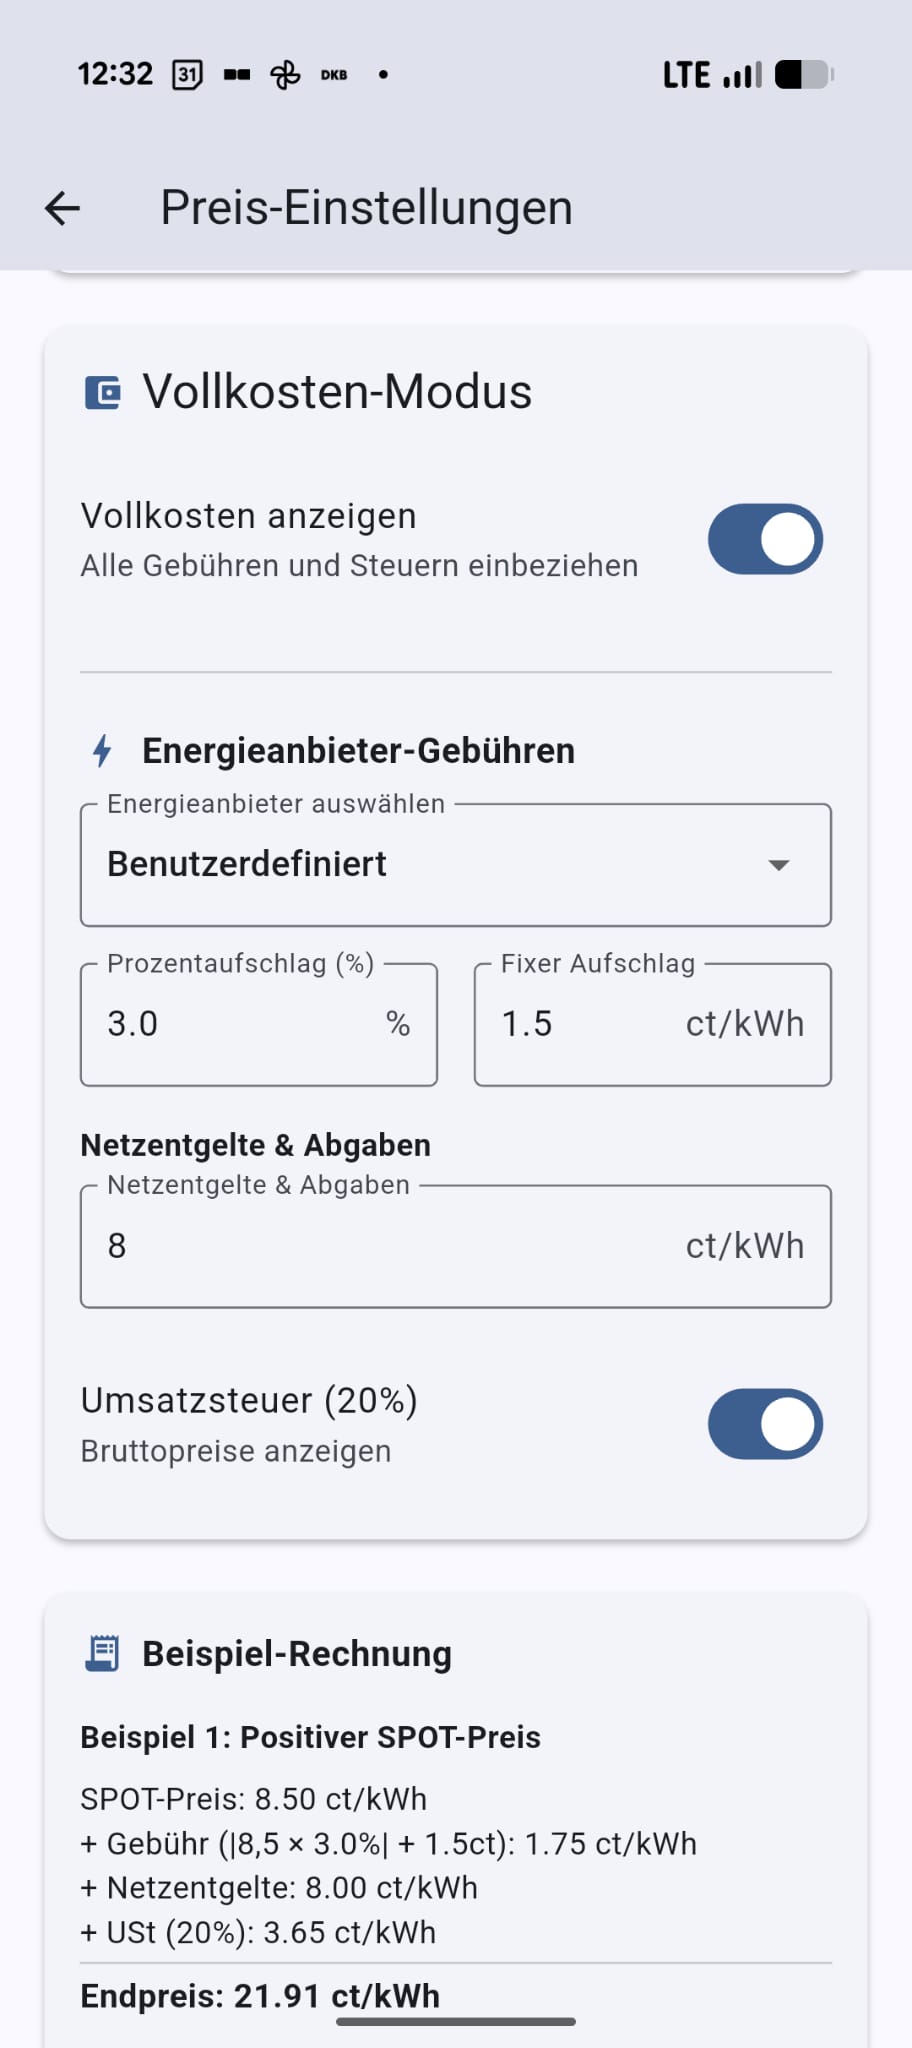 12:32 31 DKB LTE
Preis-Einstellungen
Vollkosten-Modus
Vollkosten anzeigen
Alle Gebühren und Steuern einbeziehen
Energieanbieter-Gebühren
Energieanbieter auswählen
Benutzerdefiniert
Prozentaufschlag (%) Fixer Aufschlag
3.0 % 1.5 ct/kWh
Netzentgelte & Abgaben
Netzentgelte & Abgaben
8 ct/kWh
Umsatzsteuer (20%)
Bruttopreise anzeigen
Beispiel-Rechnung
Beispiel 1: Positiver SPOT-Preis
SPOT-Preis: 8.50 ct/kWh
+ Gebühr (|8,5 × 3.0%| + 1.5ct): 1.75 ct/kWh
+ Netzentgelte: 8.00 ct/kWh
+ USt (20%): 3.65 ct/kWh
Endpreis: 21.91 ct/kWh